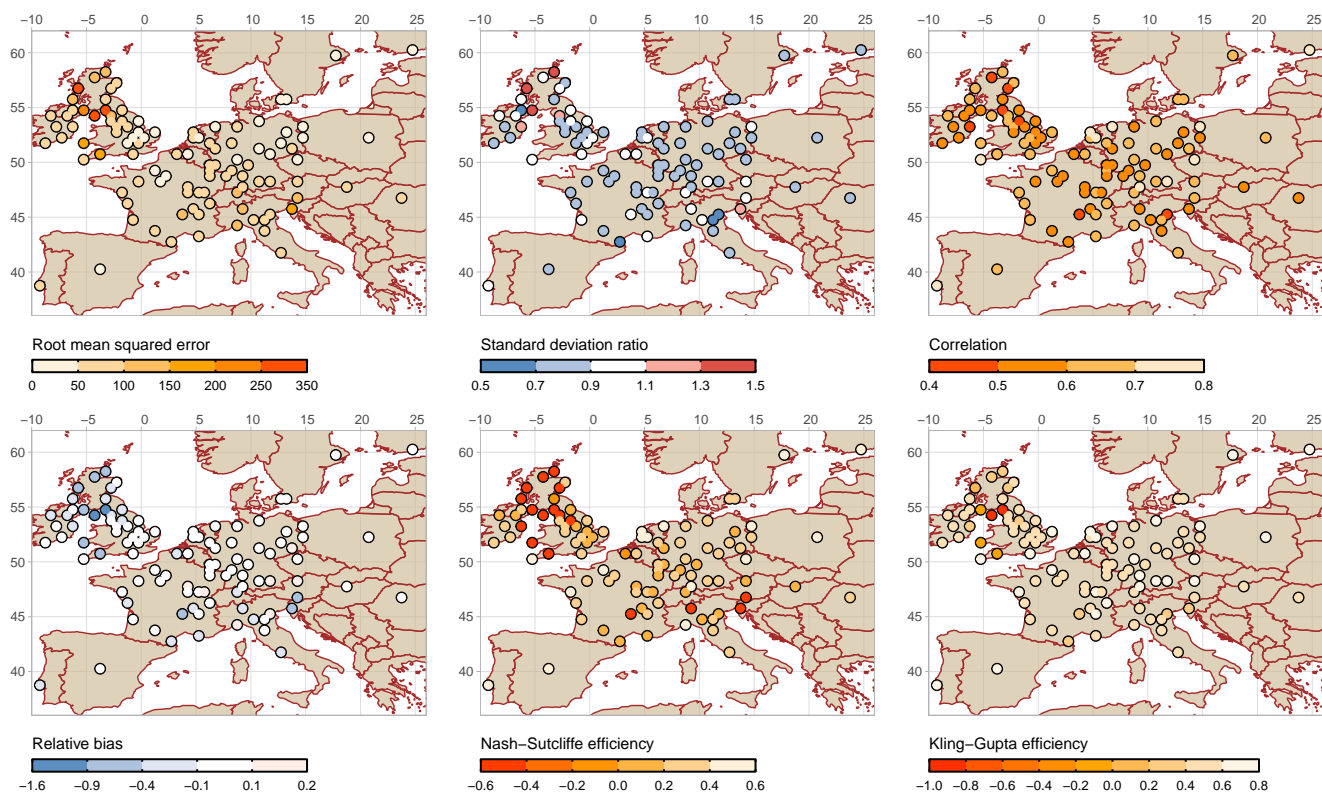 −10 −5 0 5 10 15 20 25
−10 −5 0 5 10 15 20 25
−10 −5 0 5 10 15 20 25
60
55
50
45
40
60
55
50
45
40
60
55
50
45
40
Root mean squared error
0 50 100 150 200 250 350
Standard deviation ratio
0.5 0.7 0.9 1.1 1.3 1.5
Correlation
0.4 0.5 0.6 0.7 0.8
−10 −5 0 5 10 15 20 25
−10 −5 0 5 10 15 20 25
−10 −5 0 5 10 15 20 25
60
55
50
45
40
60
55
50
45
40
60
55
50
45
40
Relative bias
−1.6 −0.9 −0.4 −0.1 0.1 0.2
Nash−Sutcliffe efficiency
−0.6 −0.4 −0.2 0.0 0.2 0.4 0.6
Kling−Gupta efficiency
−1.0 −0.8 −0.6 −0.4 −0.2 0.0 0.2 0.4 0.6 0.8